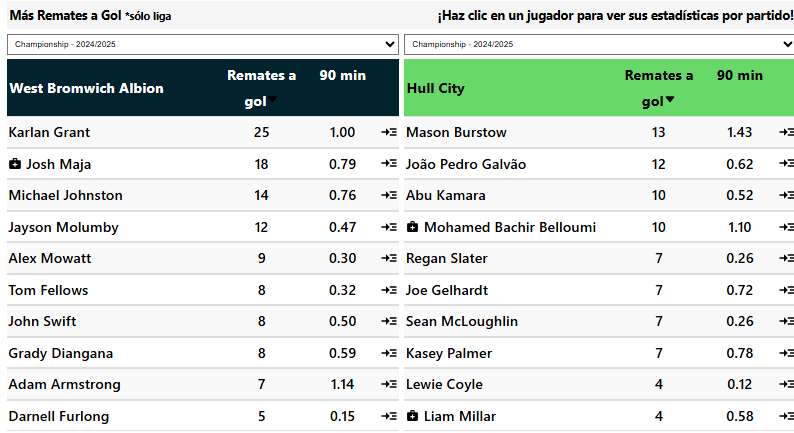 Más Remates a Gol *sólo liga ¡Haz clic en un jugador para ver sus estadísticas por partido!
Championship - 2024/2025 Championship - 2024/2025
West Bromwich Albion Remates a gol 90 min
Karlan Grant 25 1.00
Josh Maja 18 0.79
Michael Johnston 14 0.76
Jayson Molumby 12 0.47
Alex Mowatt 9 0.30
Tom Fellows 8 0.32
John Swift 8 0.50
Grady Diangana 8 0.59
Adam Armstrong 7 1.14
Darnell Furlong 5 0.15
Hull City Remates a gol 90 min
Mason Burstow 13 1.43
João Pedro Galvão 12 0.62
Abu Kamara 10 0.52
Mohamed Bachir Belloumi 10 1.10
Regan Slater 7 0.26
Joe Gelhardt 7 0.72
Sean McLoughlin 7 0.26
Kasey Palmer 7 0.78
Lewie Coyle 4 0.12
Liam Millar 4 0.58